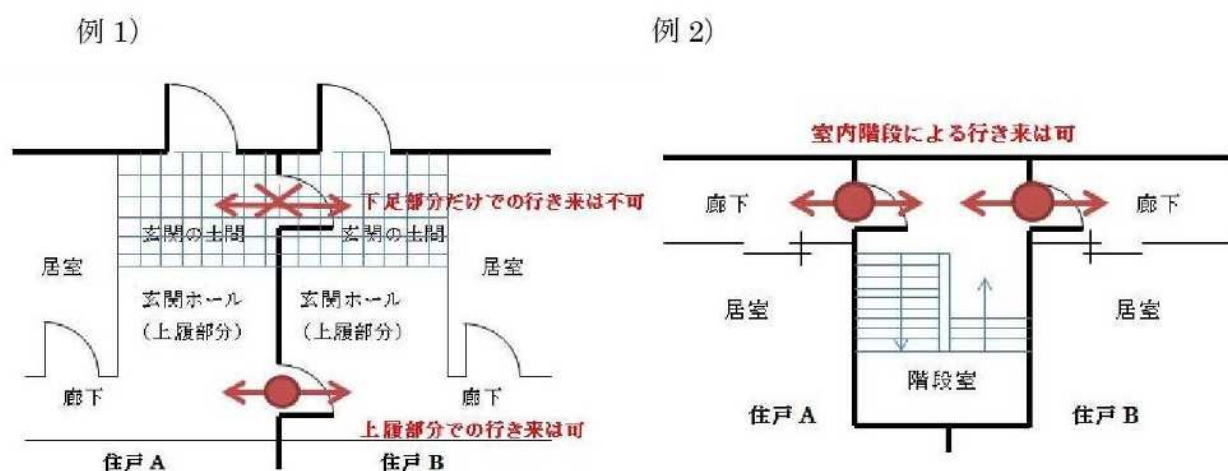 例 1）
下足部分だけでの行き来は不可
玄関の土間
玄関の土間
居室
居室
玄関ホール
（上履部分）
玄関ホール
（上履部分）
廊下
廊下
上履部分での行き来は可
住戸 A
住戸 B
例 2）
室内階段による行き来は可
廊下
廊下
居室
居室
階段室
住戸 A
住戸 B